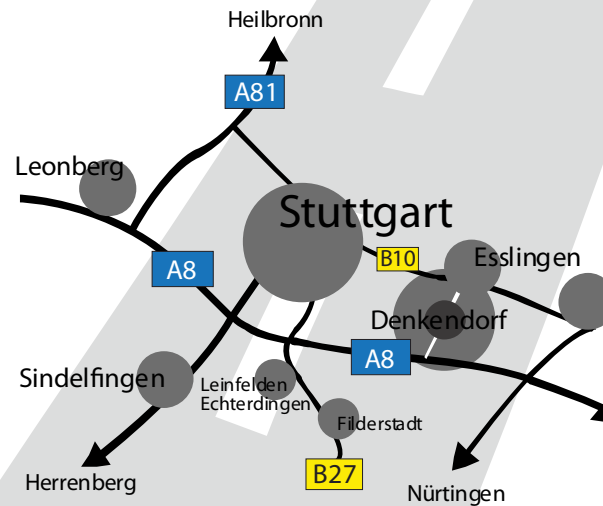 Heilbronn
A81
Leonberg
Stuttgart
B10
Esslingen
A8
Denkendorf
A8
Sindelfingen
Leinfelden
Echterdingen
Filderstadt
B27
Herrenberg
Nürtingen